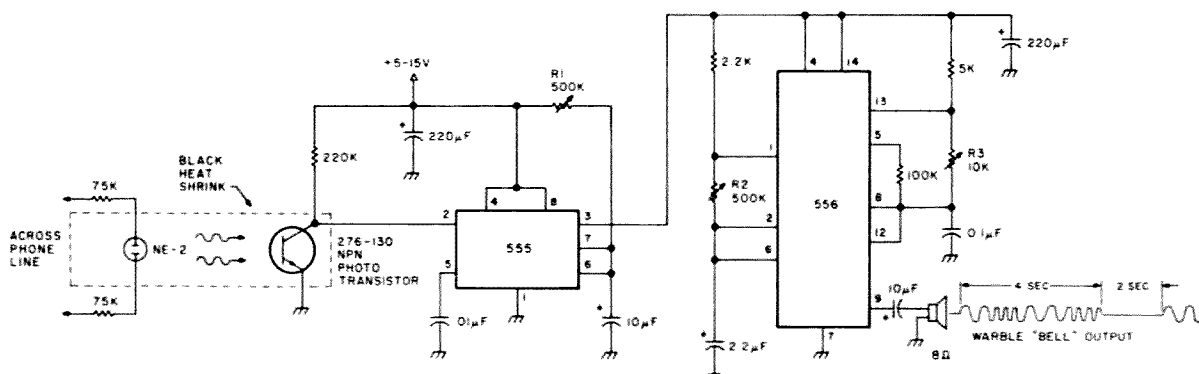 +5-15V
R1
500K
220µF
220K
BLACK
HEAT
SHRINK
75K
ACROSS
PHONE
LINE
NE-2
75K
276-130
NPN
PHOTO
TRANSISTOR
2
4
8
3
7
6
5
1
555
.01µF
10µF
2.2K
R2
500K
2.2µF
1
2
6
4
14
13
5
8
12
9
7
556
5K
R3
10K
100K
0.1µF
220µF
10µF
8Ω
4 SEC
2 SEC
WARBLE "BELL" OUTPUT